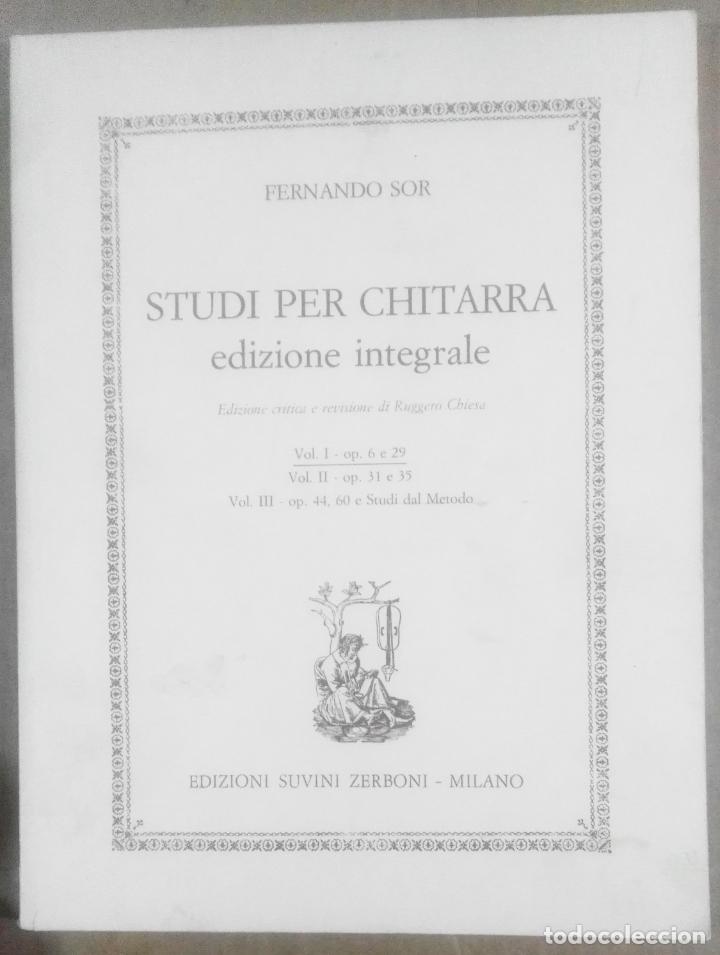 FERNANDO SOR
STUDI PER CHITARRA
edizione integrale
Edizione critica e revisione di Ruggero Chiesa
Vol. I - op. 6 e 29
Vol. II - op. 31 e 35
Vol. III - op. 44, 60 e Studi dal Metodo
EDIZIONI SUVINI ZERBONI - MILANO
todocoleccion.net